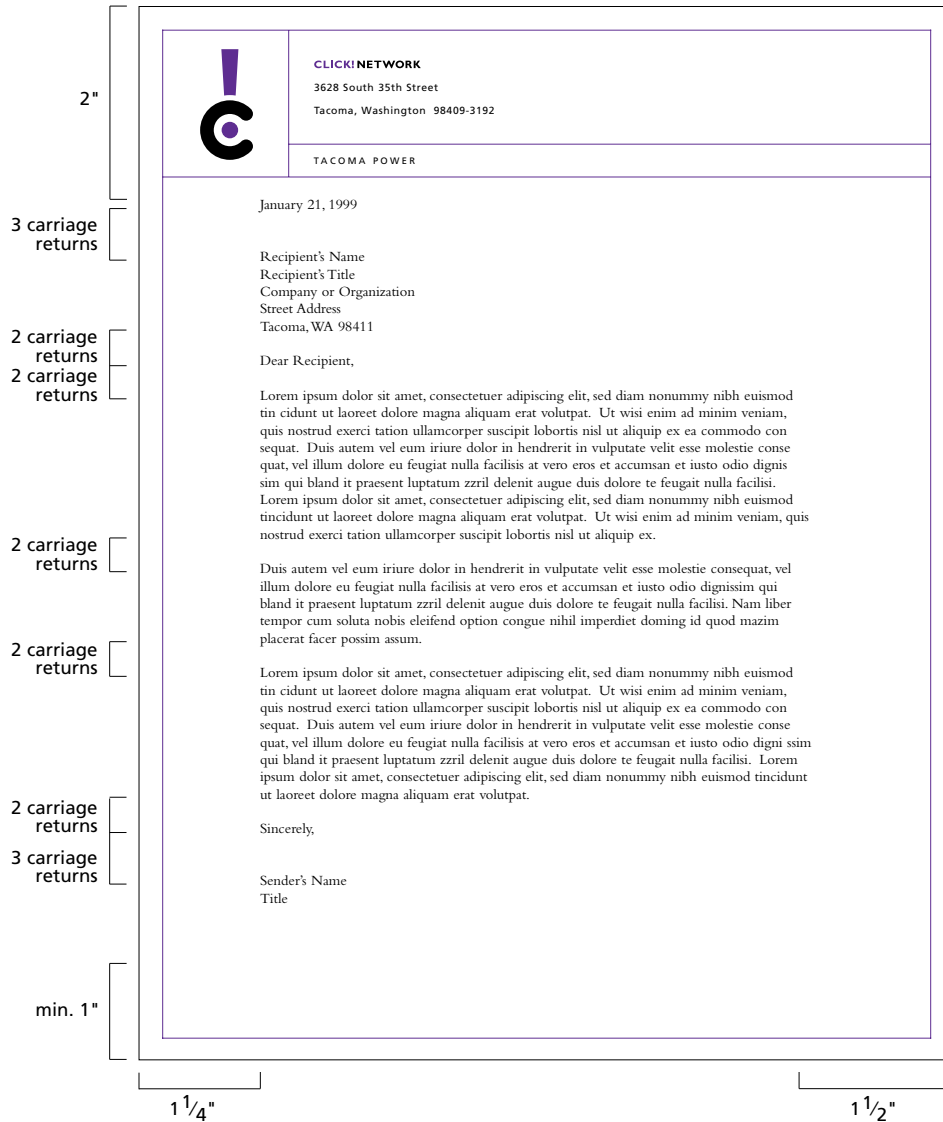 CLICK! NETWORK
3628 South 35th Street
Tacoma, Washington  98409-3192
TACOMA POWER
2"
January 21, 1999
3 carriage
returns
Recipient's Name
Recipient's Title
Company or Organization
Street Address
Tacoma, WA 98411
2 carriage
returns
Dear Recipient,
2 carriage
returns
Lorem ipsum dolor sit amet, consectetuer adipiscing elit, sed diam nonummy nibh euismod
tin cidunt ut laoreet dolore magna aliquam erat volutpat.  Ut wisi enim ad minim veniam,
quis nostrud exerci tation ullamcorper suscipit lobortis nisl ut aliquip ex ea commodo con
sequat.  Duis autem vel eum iriure dolor in hendrerit in vulputate velit esse molestie conse
quat, vel illum dolore eu feugiat nulla facilisis at vero eros et accumsan et iusto odio dignis
sim qui bland it praesent luptatum zzril delenit augue duis dolore te feugait nulla facilisi.
Lorem ipsum dolor sit amet, consectetuer adipiscing elit, sed diam nonummy nibh euismod
tincidunt ut laoreet dolore magna aliquam erat volutpat.  Ut wisi enim ad minim veniam, quis
nostrud exerci tation ullamcorper suscipit lobortis nisl ut aliquip ex.
2 carriage
returns
Duis autem vel eum iriure dolor in hendrerit in vulputate velit esse molestie consequat, vel
illum dolore eu feugiat nulla facilisis at vero eros et accumsan et iusto odio dignissim qui
bland it praesent luptatum zzril delenit augue duis dolore te feugait nulla facilisi. Nam liber
tempor cum soluta nobis eleifend option congue nihil imperdiet doming id quod mazim
placerat facer possim assum.
2 carriage
returns
Lorem ipsum dolor sit amet, consectetuer adipiscing elit, sed diam nonummy nibh euismod
tin cidunt ut laoreet dolore magna aliquam erat volutpat.  Ut wisi enim ad minim veniam,
quis nostrud exerci tation ullamcorper suscipit lobortis nisl ut aliquip ex ea commodo con
sequat.  Duis autem vel eum iriure dolor in hendrerit in vulputate velit esse molestie conse
quat, vel illum dolore eu feugiat nulla facilisis at vero eros et accumsan et iusto odio digni ssim
qui bland it praesent luptatum zzril delenit augue duis dolore te feugait nulla facilisi.  Lorem
ipsum dolor sit amet, consectetuer adipiscing elit, sed diam nonummy nibh euismod tincidunt
ut laoreet dolore magna aliquam erat volutpat.
2 carriage
returns
Sincerely,
3 carriage
returns
Sender's Name
Title
min. 1"
1 1/4"
1 1/2"